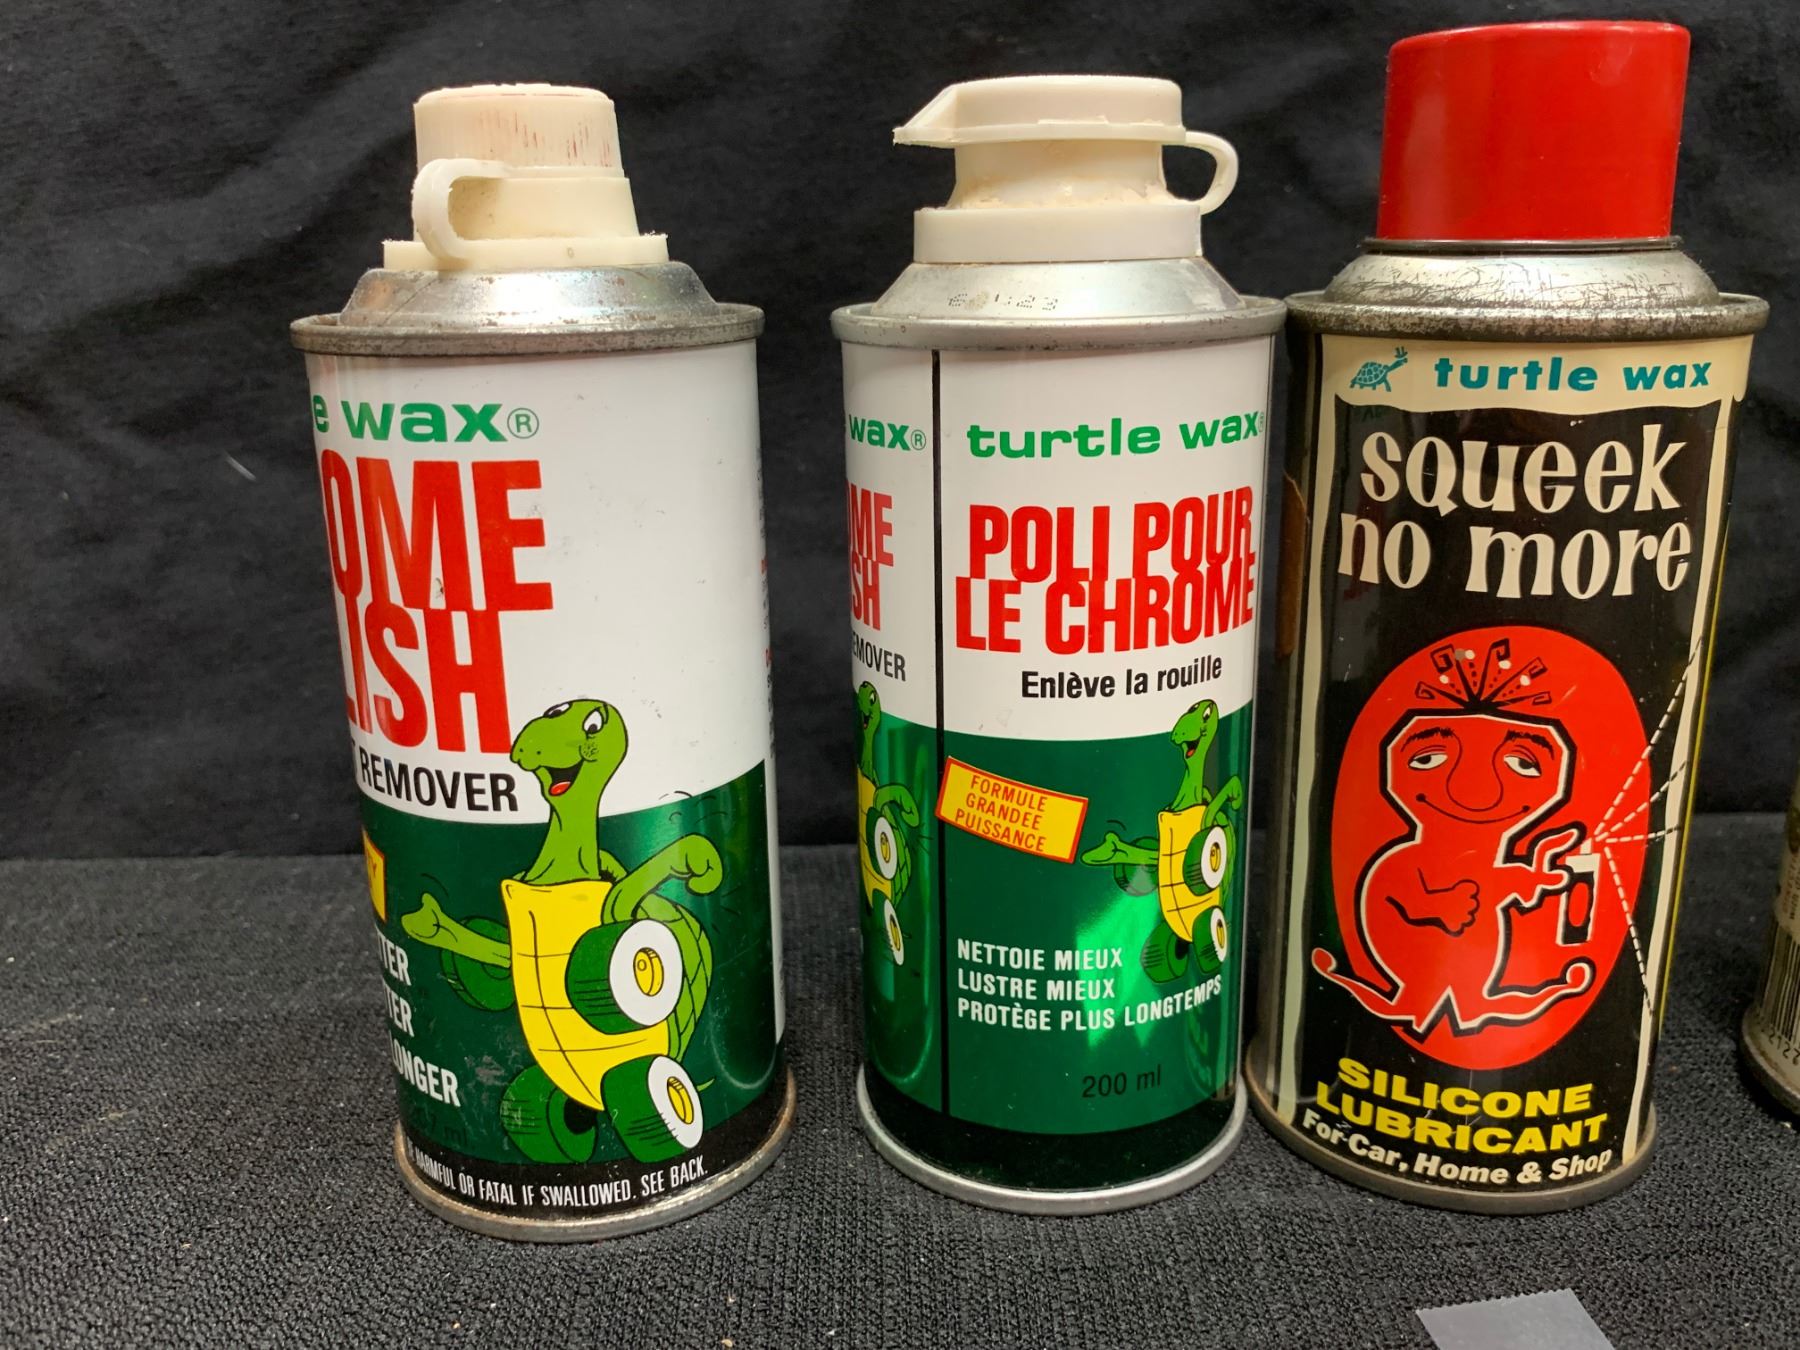 e wax®
OME
LISH
T REMOVER
Y
TER
TER
LONGER
HARMFUL OR FATAL IF SWALLOWED. SEE BACK.
wax®
OME
ISH
EMOVER
turtle wax®
POLI POUR
LE CHROME
Enlève la rouille
FORMULE
GRANDEE
PUISSANCE
NETTOIE MIEUX
LUSTRE MIEUX
PROTÈGE PLUS LONGTEMPS
200 ml
turtle wax
squeek
no more
SILICONE
LUBRICANT
For Car, Home & Shop